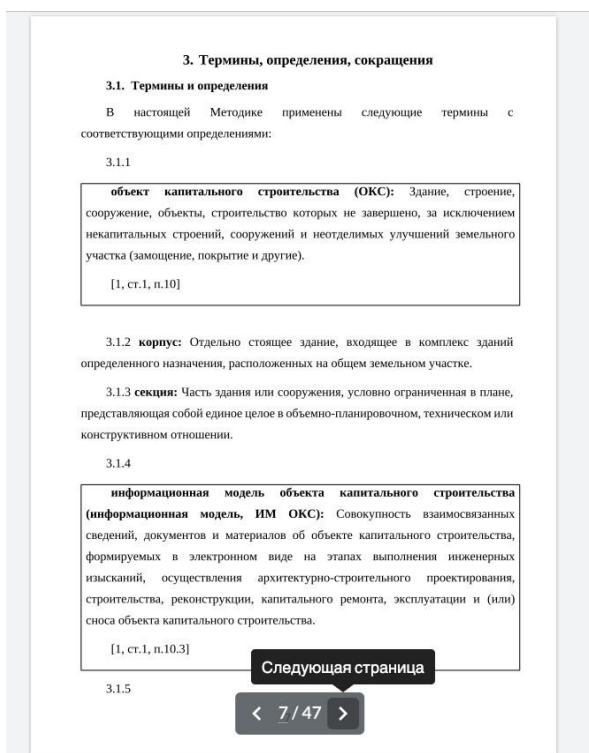 3. Термины, определения, сокращения
3.1. Термины и определения
В настоящей Методике применены следующие термины с
соответствующими определениями:
3.1.1
объект капитального строительства (ОКС): Здание, строение,
сооружение, объекты, строительство которых не завершено, за исключением
некапитальных строений, сооружений и неотделимых улучшений земельного
участка (замощение, покрытие и другие).
[1, ст.1, п.10]
3.1.2 корпус: Отдельно стоящее здание, входящее в комплекс зданий
определенного назначения, расположенных на общем земельном участке.
3.1.3 секция: Часть здания или сооружения, условно ограниченная в плане,
представляющая собой единое целое в объемно-планировочном, техническом или
конструктивном отношении.
3.1.4
информационная модель объекта капитального строительства
(информационная модель, ИМ ОКС): Совокупность взаимосвязанных
сведений, документов и материалов об объекте капитального строительства,
формируемых в электронном виде на этапах выполнения инженерных
изысканий, осуществления архитектурно-строительного проектирования,
строительства, реконструкции, капитального ремонта, эксплуатации и (или)
сноса объекта капитального строительства.
[1, ст.1, п.10.3]
Следующая страница
3.1.5
7 / 47